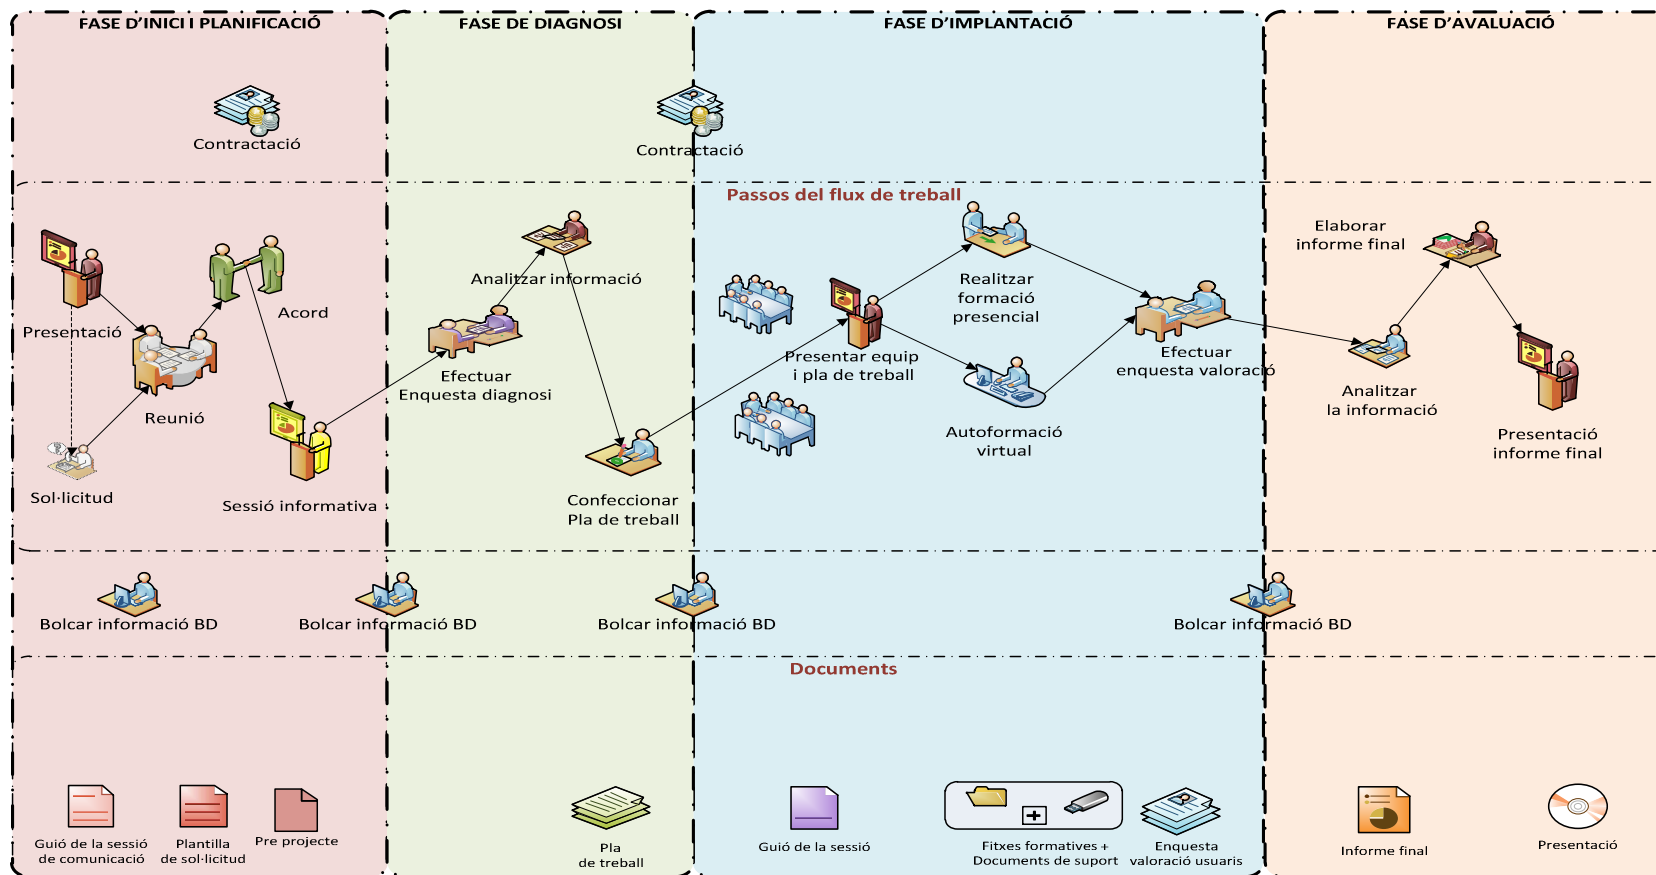 FASE D'INICI I PLANIFICACIÓ
FASE DE DIAGNOSI
FASE D'IMPLANTACIÓ
FASE D'AVALUACIÓ
Contractació
Contractació
Passos del flux de treball
Presentació
Reunió
Acord
Sol·licitud
Sessió informativa
Analitzar informació
Efectuar
Enquesta diagnosi
Confeccionar
Pla de treball
Presentar equip
i pla de treball
Realitzar
formació
presencial
Autoformació
virtual
Efectuar
enquesta valoració
Elaborar
informe final
Analitzar
la informació
Presentació
informe final
Bolcar informació BD
Bolcar informació BD
Bolcar informació BD
Bolcar informació BD
Documents
Guió de la sessió
de comunicació
Plantilla
de sol·licitud
Pre projecte
Pla
de treball
Guió de la sessió
Fitxes formatives +
Documents de suport
Enquesta
valoració usuaris
Informe final
Presentació